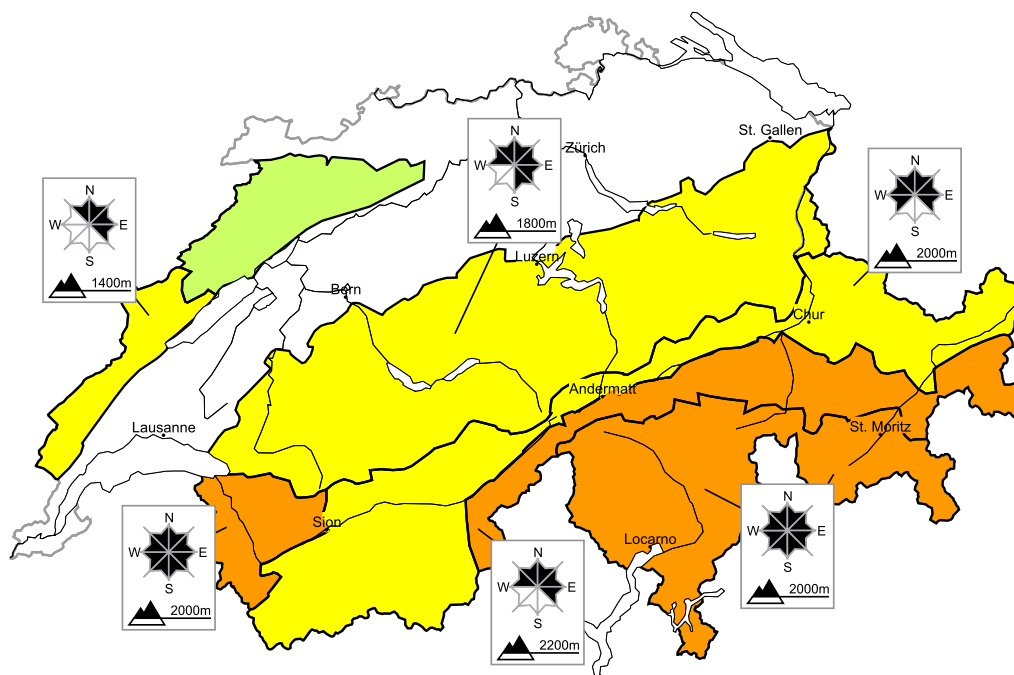 St. Gallen
N
W E
S
1800m
Zürich
N
W E
S
2000m
N
W E
S
1400m
Luzern
Bern
Chur
Andermatt
Lausanne
St. Moritz
Sion
Locarno
N
W E
S
2000m
N
W E
S
2200m
N
W E
S
2000m